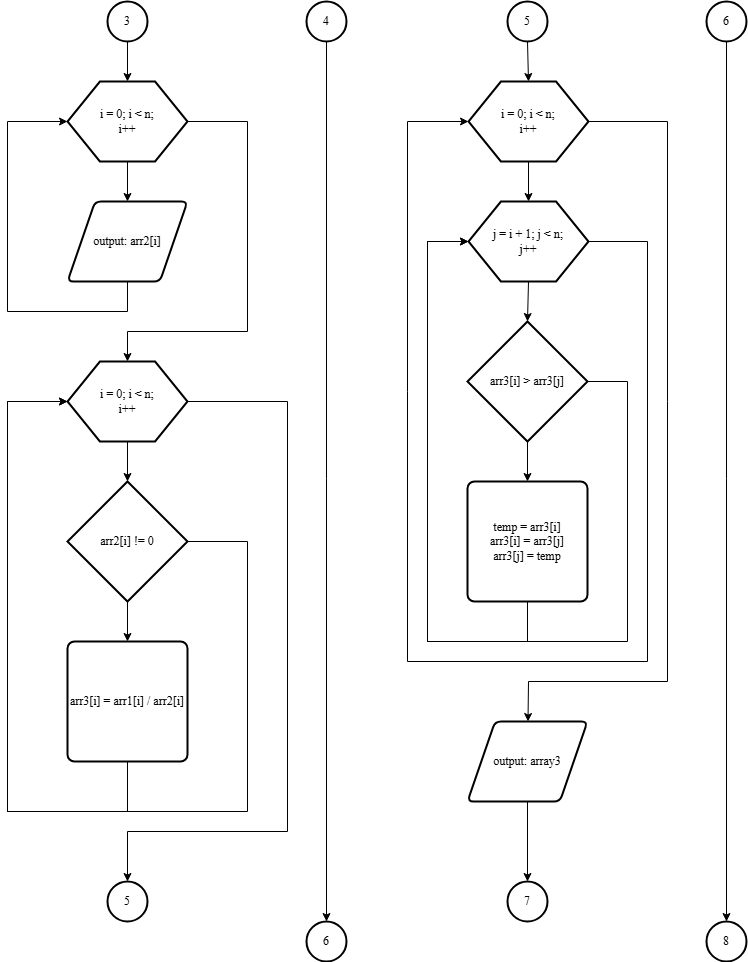 3
i = 0; i < n;
i++
output: arr2[i]
i = 0; i < n;
i++
arr2[i] != 0
arr3[i] = arr1[i] / arr2[i]
5
4
6
5
i = 0; i < n;
i++
j = i + 1; j < n;
j++
arr3[i] > arr3[j]
temp = arr3[i]
arr3[i] = arr3[j]
arr3[j] = temp
output: array3
7
6
8